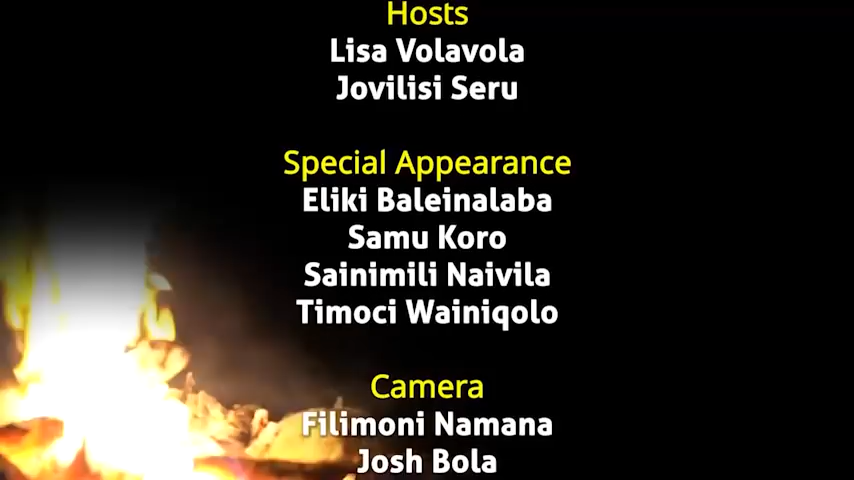 Hosts
Lisa Volavola
Jovilisi Seru
Special Appearance
Eliki Baleinalaba
Samu Koro
Sainimili Naivila
Timoci Wainiqolo
Camera
Filimoni Namana
Josh Bola